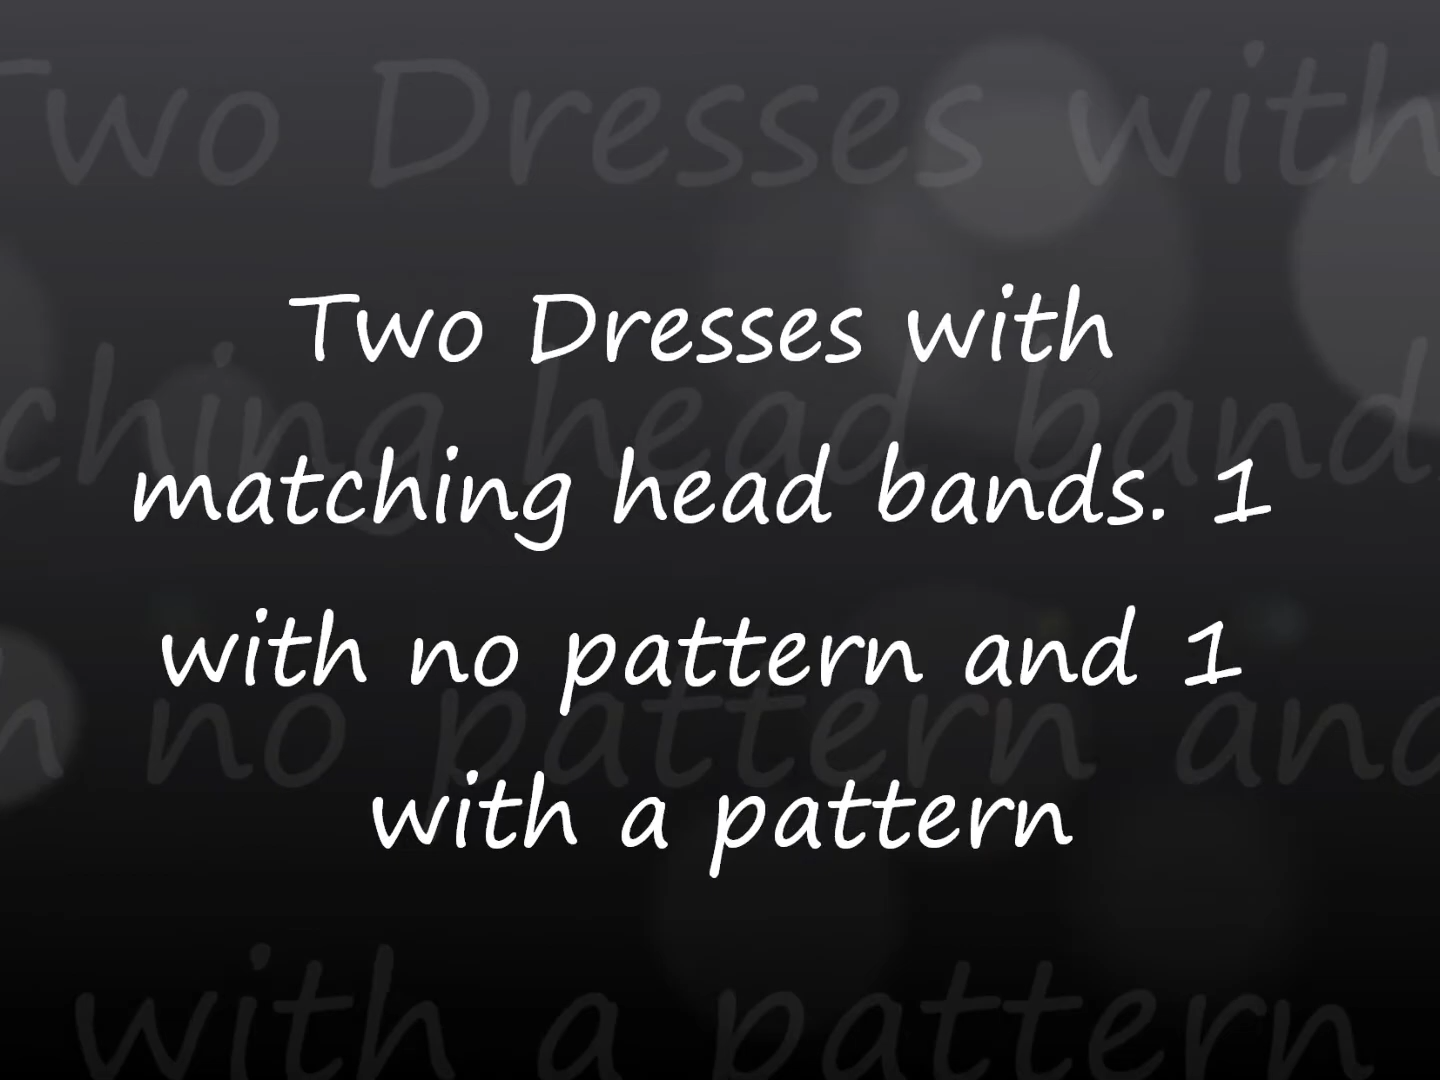 Two Dresses with
matching head bands. 1
with no pattern and 1
with a pattern